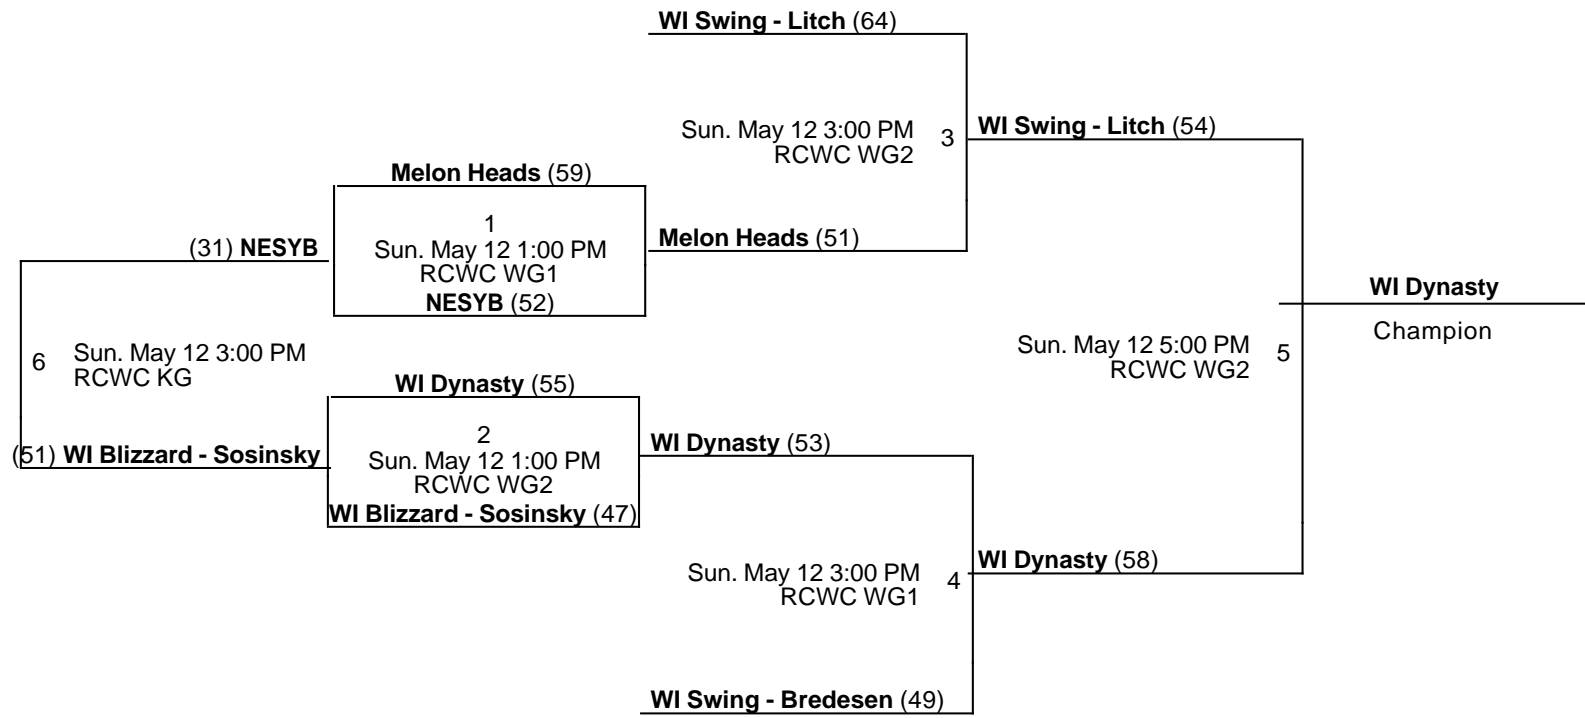 WI Swing - Litch (64)
Sun. May 12 3:00 PM
RCWC WG2
3
WI Swing - Litch (54)
Melon Heads (59)
1
Sun. May 12 1:00 PM
RCWC WG1
NESYB (52)
(31) NESYB
Melon Heads (51)
6
Sun. May 12 3:00 PM
RCWC KG
WI Dynasty
Champion
Sun. May 12 5:00 PM
RCWC WG2
5
WI Dynasty (55)
2
Sun. May 12 1:00 PM
RCWC WG2
WI Blizzard - Sosinsky (47)
(51) WI Blizzard - Sosinsky
WI Dynasty (53)
Sun. May 12 3:00 PM
RCWC WG1
4
WI Dynasty (58)
WI Swing - Bredesen (49)